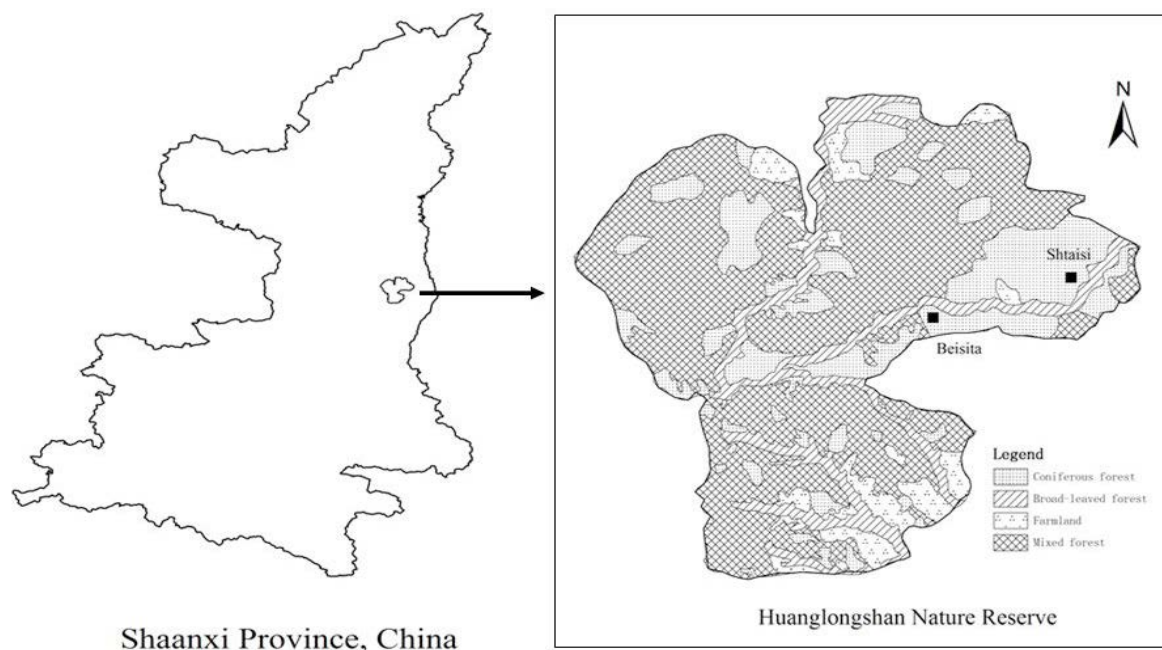 N
Shtaisi
Beisita
Legend
Coniferous forest
Broad-leaved forest
Farmland
Mixed forest
Huanglongshan Nature Reserve
Shaanxi Province, China